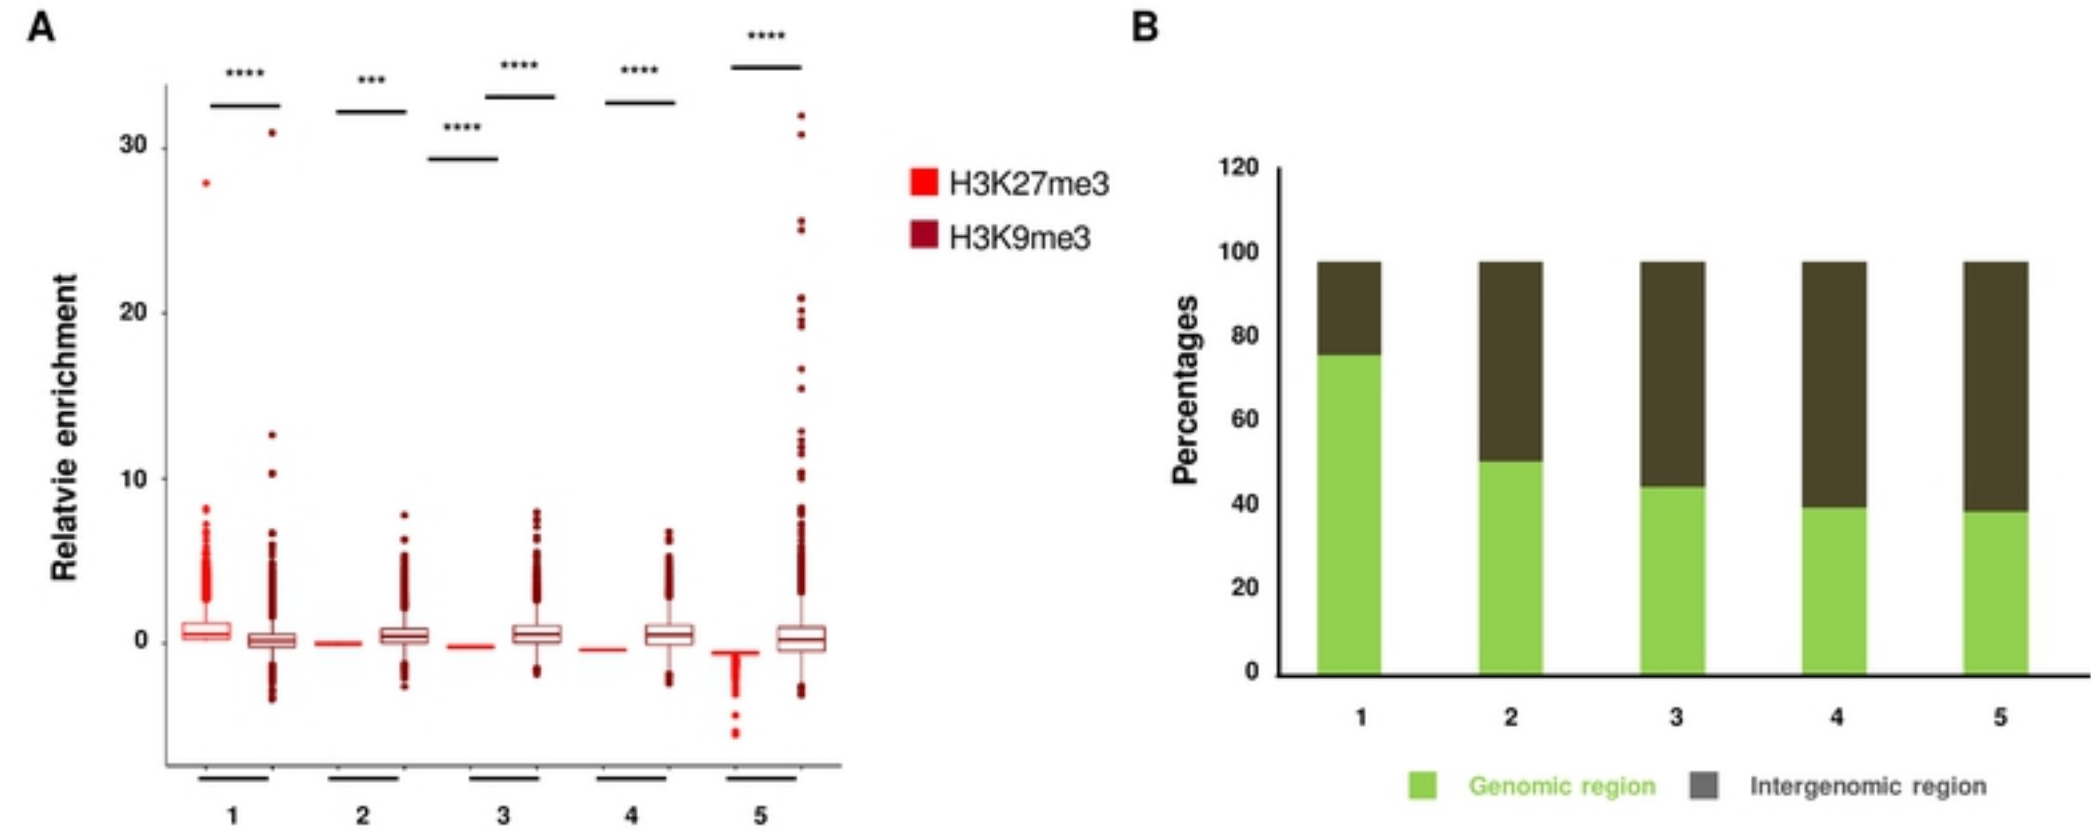 A
B
****
***
****
****
****
****
30
20
10
0
Relatvie enrichment
H3K27me3
H3K9me3
1 2 3 4 5
120
100
80
60
40
20
0
Percentages
1 2 3 4 5
Genomic region Intergenomic region